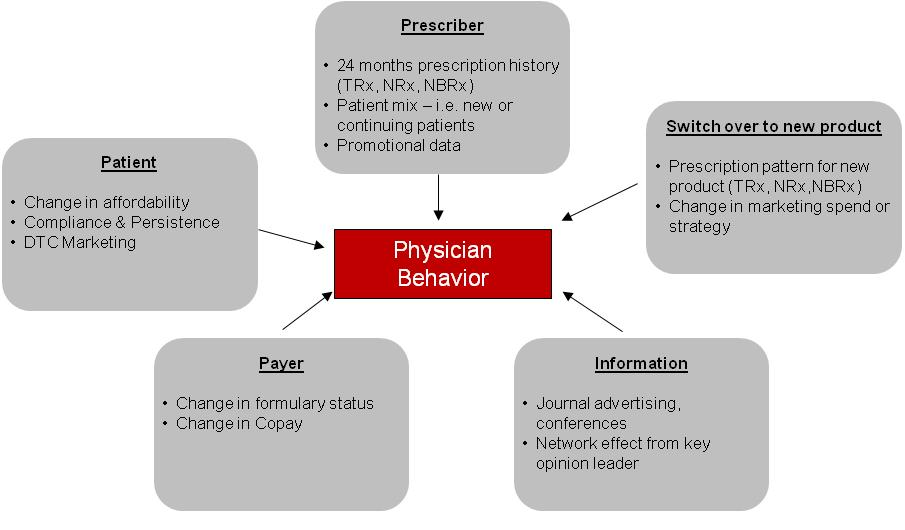 Prescriber
• 24 months prescription history
(TRx, NRx, NBRx)
• Patient mix – i.e. new or
continuing patients
• Promotional data
Switch over to new product
• Prescription pattern for new
product (TRx, NRx,NBRx)
• Change in marketing spend or
strategy
Patient
• Change in affordability
• Compliance & Persistence
• DTC Marketing
Physician
Behavior
Payer
• Change in formulary status
• Change in Copay
Information
• Journal advertising,
conferences
• Network effect from key
opinion leader